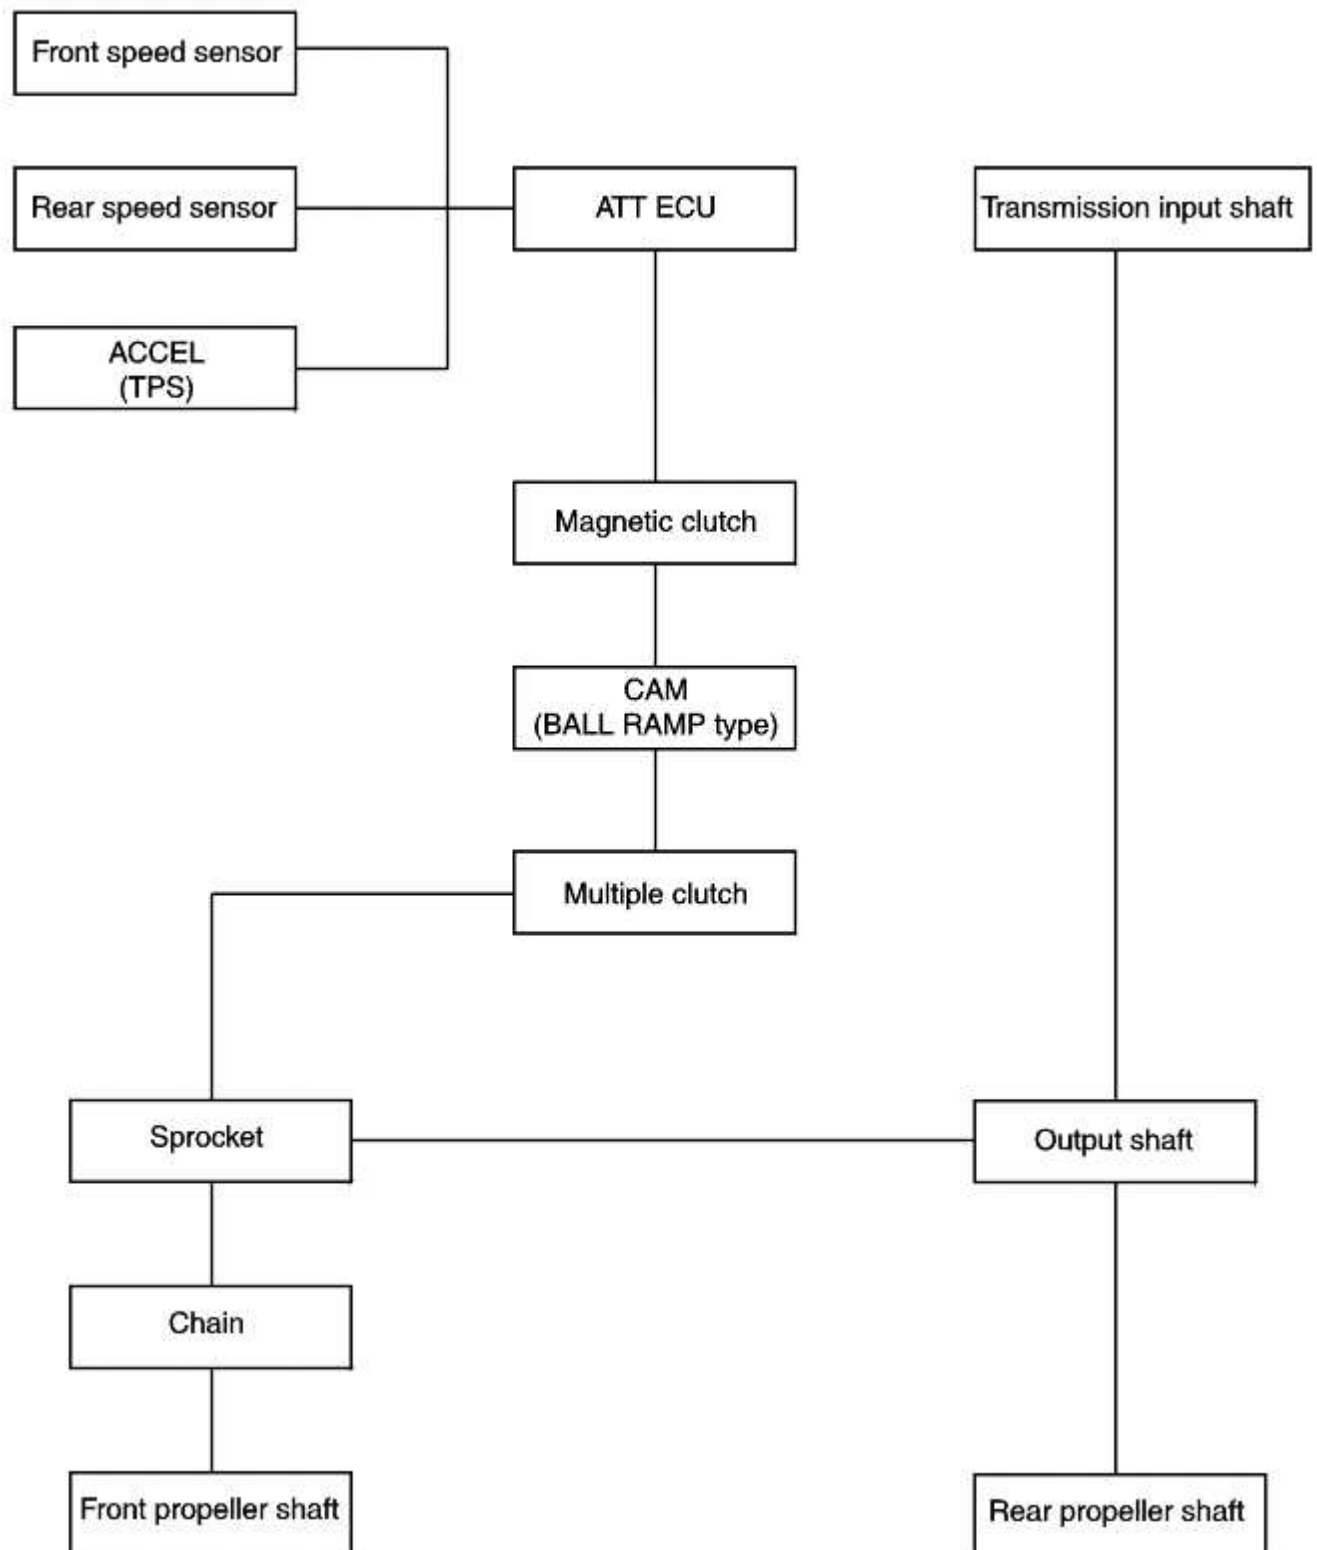 Front speed sensor
Rear speed sensor
ATT ECU
Transmission input shaft
ACCEL
(TPS)
Magnetic clutch
CAM
(BALL RAMP type)
Multiple clutch
Sprocket
Output shaft
Chain
Front propeller shaft
Rear propeller shaft